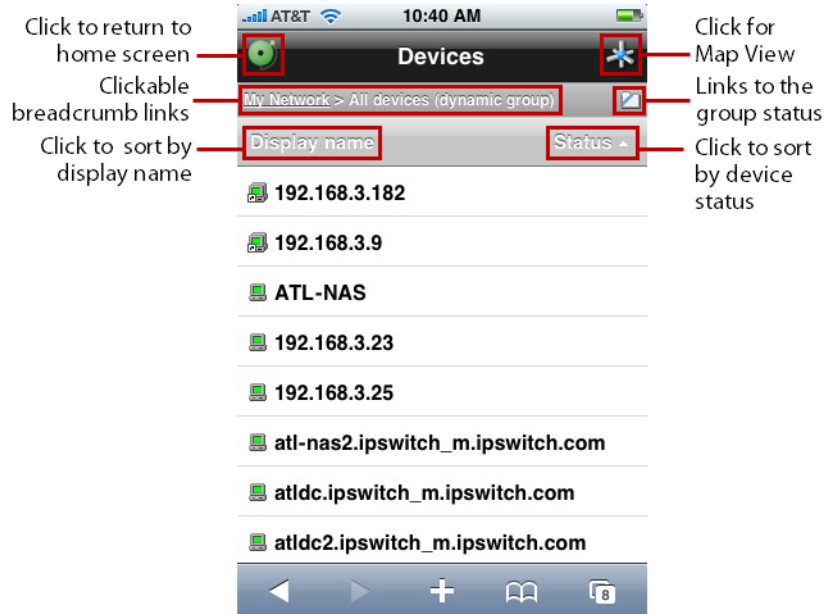 AT&T 10:40 AM
Click to return to
home screen
Devices
Click for
Map View
Clickable
breadcrumb links
My Network > All devices (dynamic group)
Links to the
group status
Click to sort by
display name
Display name
Status
Click to sort
by device
status
192.168.3.182
192.168.3.9
ATL-NAS
192.168.3.23
192.168.3.25
atl-nas2.ipswitch_m.ipswitch.com
atldc.ipswitch_m.ipswitch.com
atldc2.ipswitch_m.ipswitch.com
8